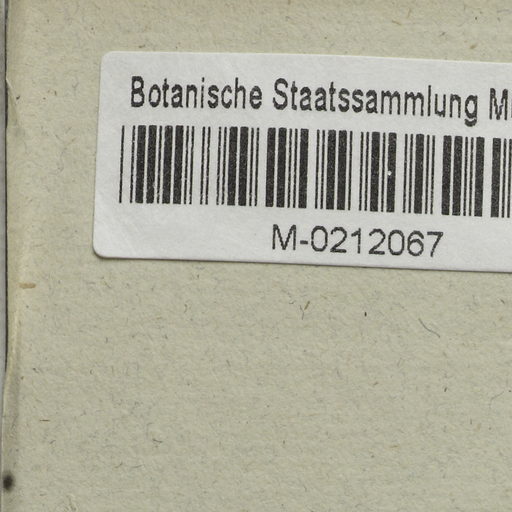 Botanische Staatssammlung M
M-0212067